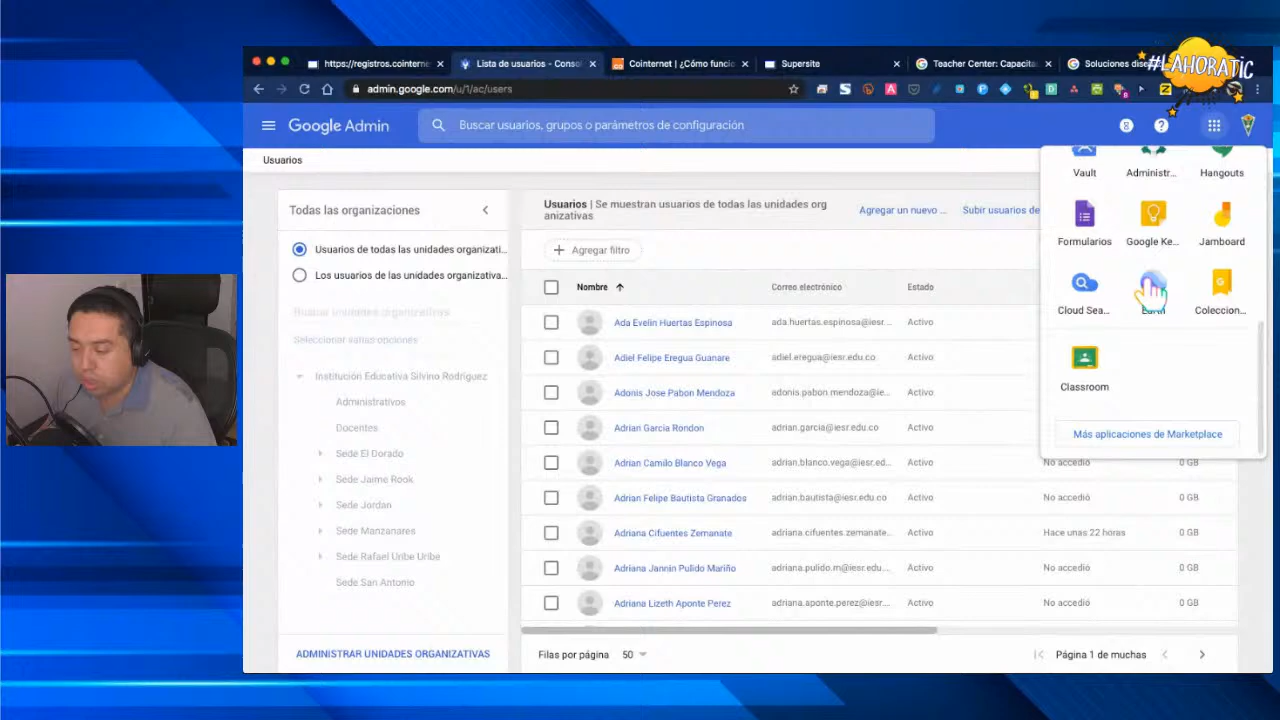 #LAHORATIC
https://registros.cointerne
Lista de usuarios - Conso
Cointernet | ¿Cómo funci
Supersite
Teacher Center: Capacita
Soluciones
admin.google.com/u/1/ac/users
Google Admin
Buscar usuarios, grupos o parámetros de configuración
Usuarios
Todas las organizaciones
Usuarios de todas las unidades organizati...
Los usuarios de las unidades organizativa...
Buscar unidades organizativas
Seleccionar varias opciones
Institución Educativa Silvino Rodríguez
Administrativos
Docentes
Sede El Dorado
Sede Jaime Rook
Sede Jordan
Sede Manzanares
Sede Rafael Uribe Uribe
Sede San Antonio
ADMINISTRAR UNIDADES ORGANIZATIVAS
Usuarios | Se muestran usuarios de todas las unidades org
anizativas
Agregar un nuevo ...
Subir usuarios de
Agregar filtro
Nombre
Correo electrónico
Estado
Ada Evelin Huertas Espinosa ada.huertas.espinosa@iesr... Activo
Adiel Felipe Eregua Guanare adiel.eregua@iesr.edu.co Activo
Adonis Jose Pabon Mendoza adonis.pabon.mendoza@ie... Activo
Adrian Garcia Rondon adrian.garcia@iesr.edu.co Activo
Adrian Camilo Blanco Vega adrian.blanco.vega@iesr.ed... Activo No accedió 0 GB
Adrian Felipe Bautista Granados adrian.bautista@iesr.edu.co Activo No accedió 0 GB
Adriana Cifuentes Zemanate adriana.cifuentes.zemanate... Activo Hace unas 22 horas 0 GB
Adriana Jannin Pulido Mariño adriana.pulido.m@iesr.edu... Activo No accedió 0 GB
Adriana Lizeth Aponte Perez adriana.aponte.perez@iesr... Activo No accedió 0 GB
Filas por página 50
Página 1 de muchas
Vault
Administr...
Hangouts
Formularios
Google Ke...
Jamboard
Cloud Sea...
Earth
Coleccion...
Classroom
Más aplicaciones de Marketplace